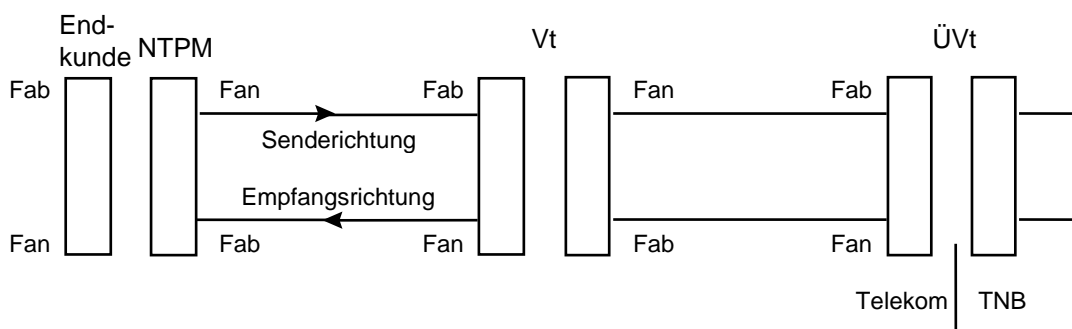 End-
kunde
NTPM
Vt
ÜVt
Fab
Fan
Fab
Fan
Fab
Senderichtung
Empfangsrichtung
Fan
Fab
Fan
Fab
Fan
Telekom
TNB